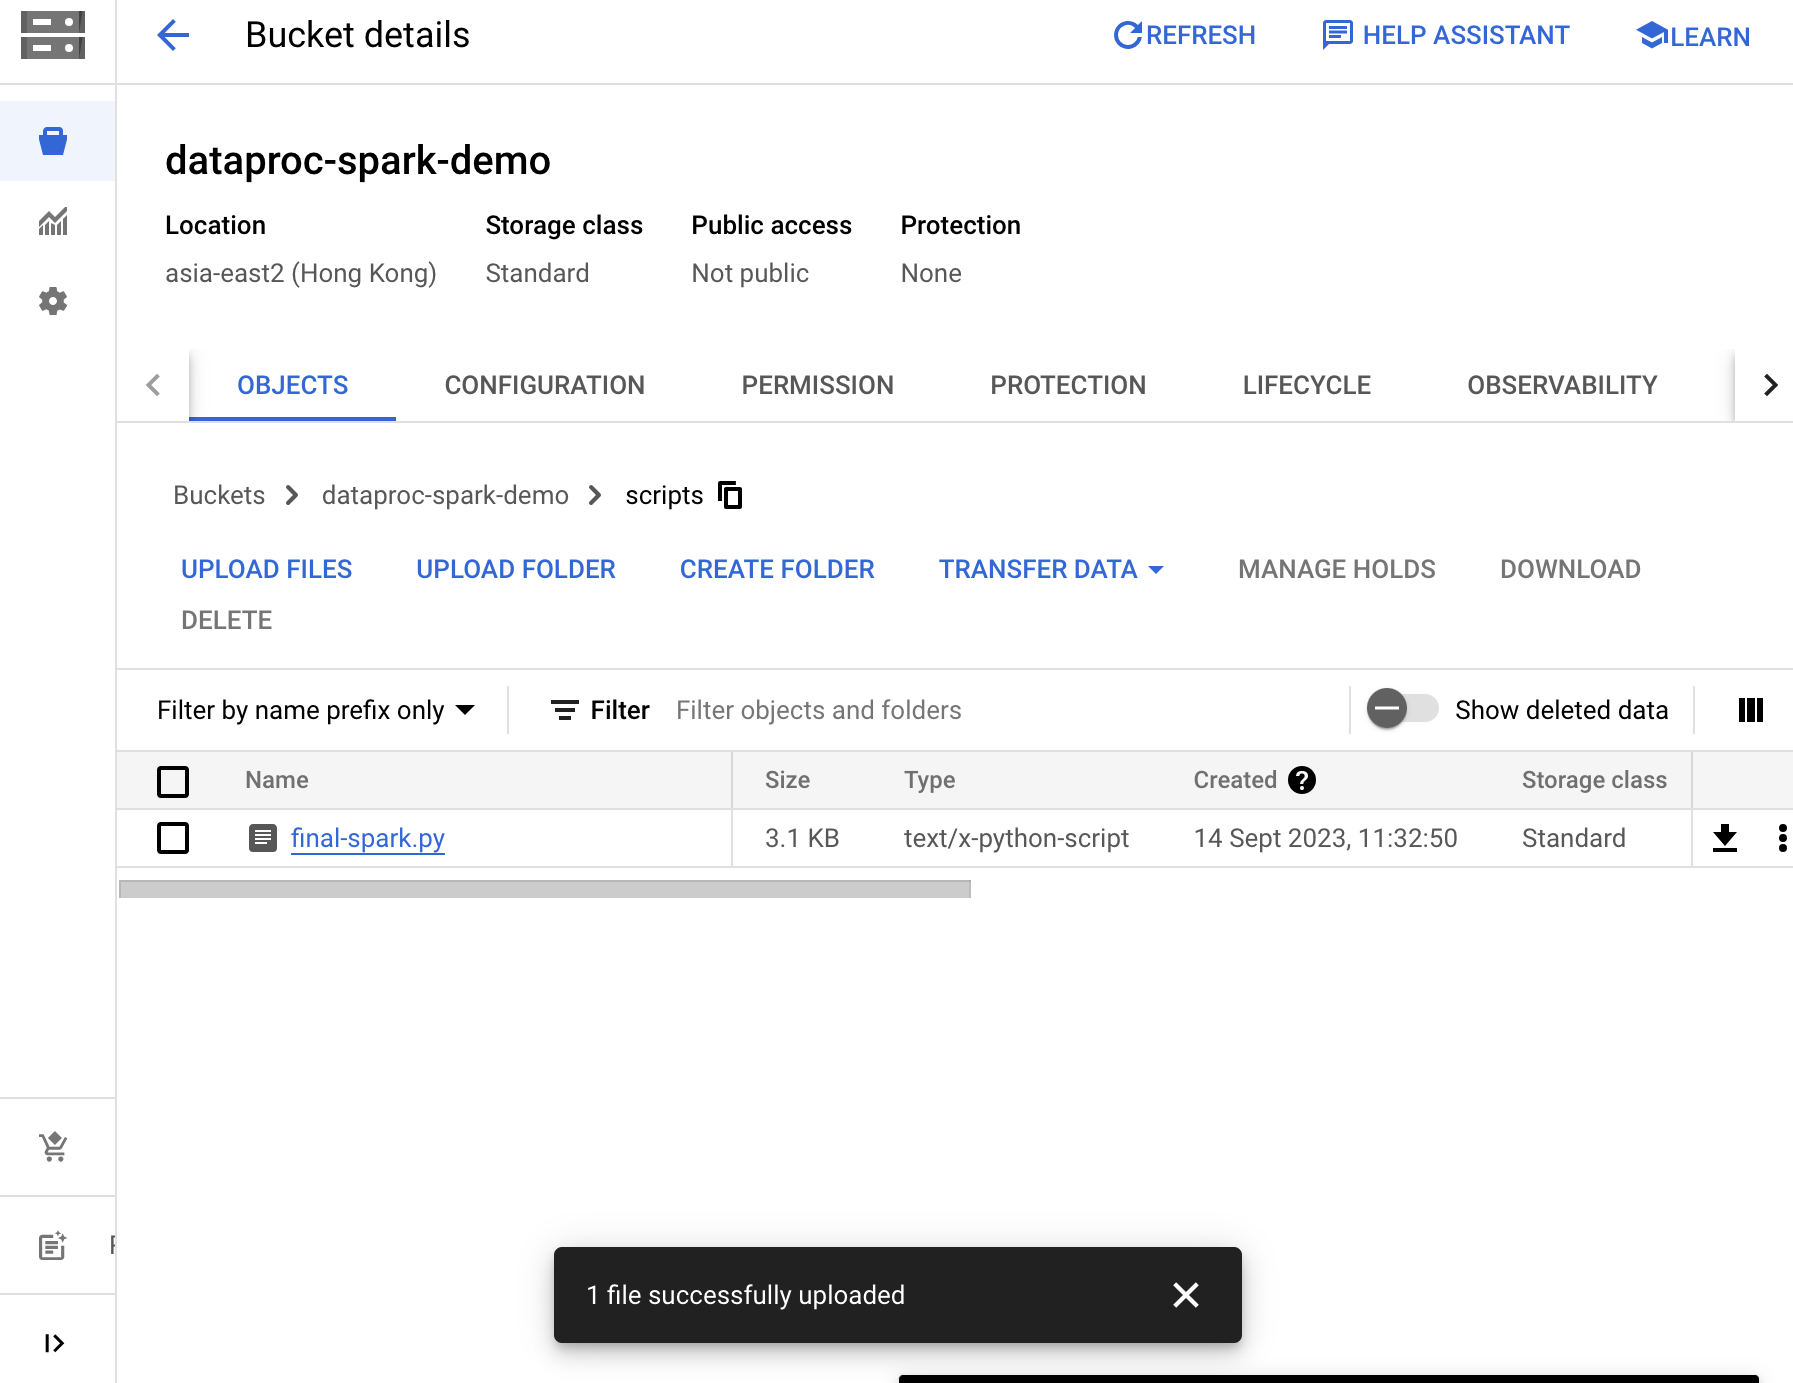 Bucket details
REFRESH
HELP ASSISTANT
LEARN
dataproc-spark-demo
Location
Storage class
Public access
Protection
asia-east2 (Hong Kong)
Standard
Not public
None
OBJECTS
CONFIGURATION
PERMISSION
PROTECTION
LIFECYCLE
OBSERVABILITY
Buckets
dataproc-spark-demo
scripts
UPLOAD FILES
UPLOAD FOLDER
CREATE FOLDER
TRANSFER DATA
MANAGE HOLDS
DOWNLOAD
DELETE
Filter by name prefix only
Filter
Filter objects and folders
Show deleted data
Name
Size
Type
Created
Storage class
final-spark.py
3.1 KB
text/x-python-script
14 Sept 2023, 11:32:50
Standard
1 file successfully uploaded